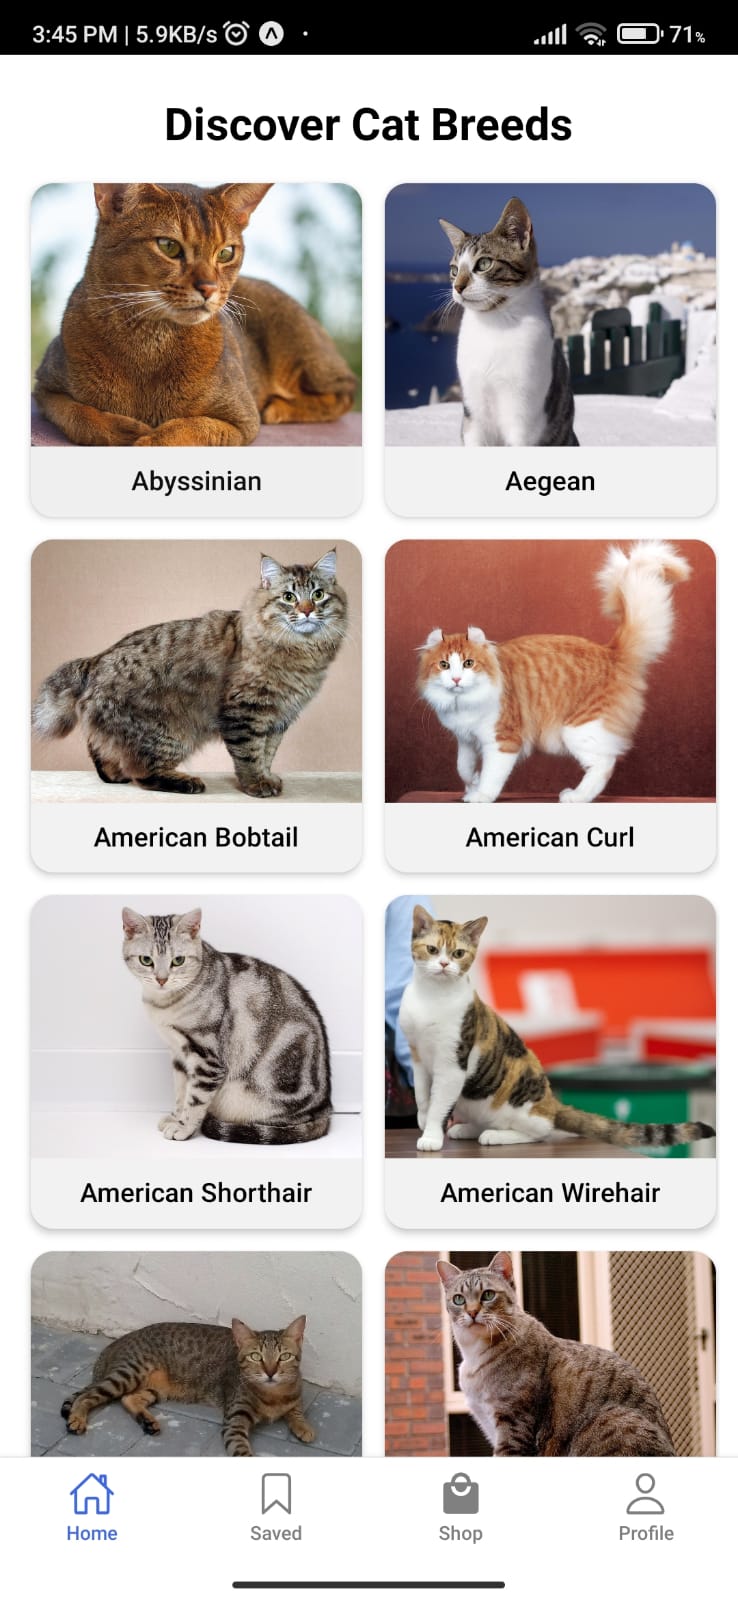 3:45 PM | 5.9KB/s
71%
Discover Cat Breeds
Abyssinian
Aegean
American Bobtail
American Curl
American Shorthair
American Wirehair
Home
Saved
Shop
Profile